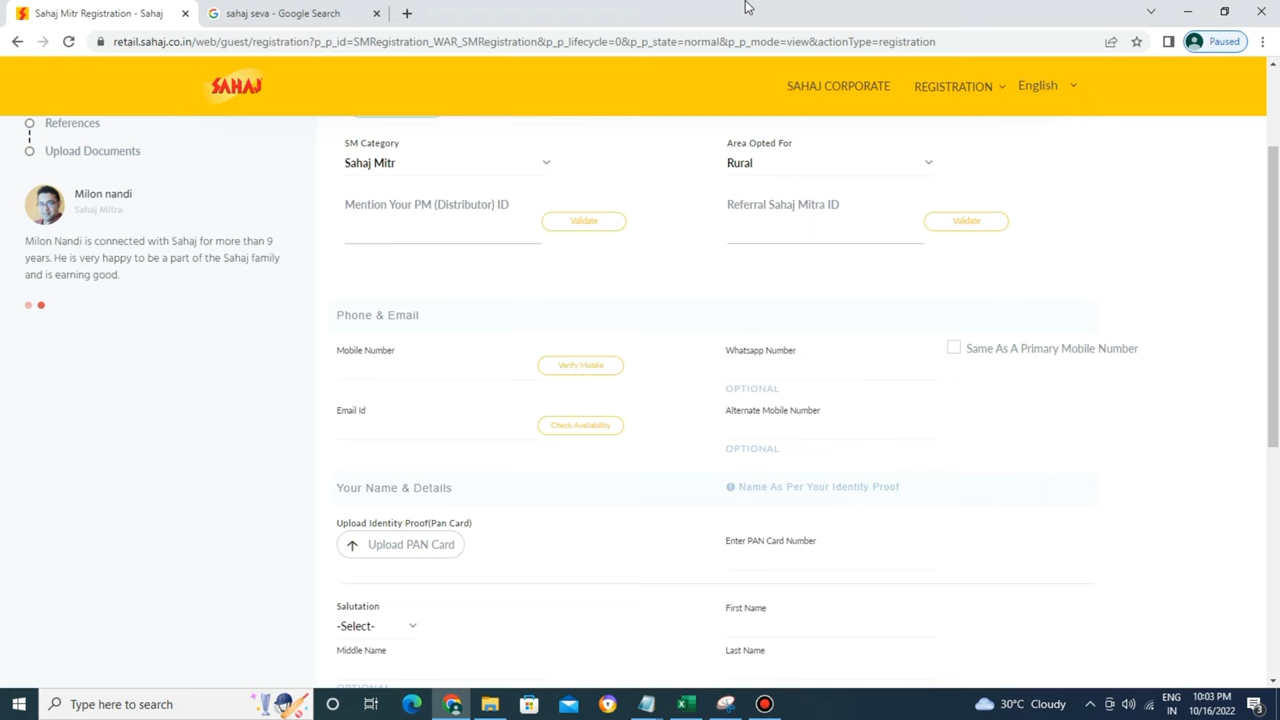 Sahaj Mitr Registration - Sahaj
sahaj seva - Google Search
retail.sahaj.co.in/web/guest/registration?p_p_id=SMRegistration_WAR_SMRegistration&p_p_lifecycle=0&p_p_state=normal&p_p_mode=view&actionType=registration
Paused
SAHAJ
SAHAJ CORPORATE
REGISTRATION
English
References
Upload Documents
Milon nandi
Sahaj Mitra
Milon Nandi is connected with Sahaj for more than 9
years. He is very happy to be a part of the Sahaj family
and is earning good.
SM Category
Area Opted For
Sahaj Mitr
Rural
Mention Your PM (Distributor) ID
Validate
Referral Sahaj Mitra ID
Validate
Phone & Email
Mobile Number
Verify Mobile
Whatsapp Number
Same As A Primary Mobile Number
OPTIONAL
Email Id
Check Availability
Alternate Mobile Number
OPTIONAL
Your Name & Details
Name As Per Your Identity Proof
Upload Identity Proof(Pan Card)
Upload PAN Card
Enter PAN Card Number
Salutation
-Select-
First Name
Middle Name
Last Name
OPTIONAL
Type here to search
30°C Cloudy
ENG
IN
10:03 PM
10/16/2022
3